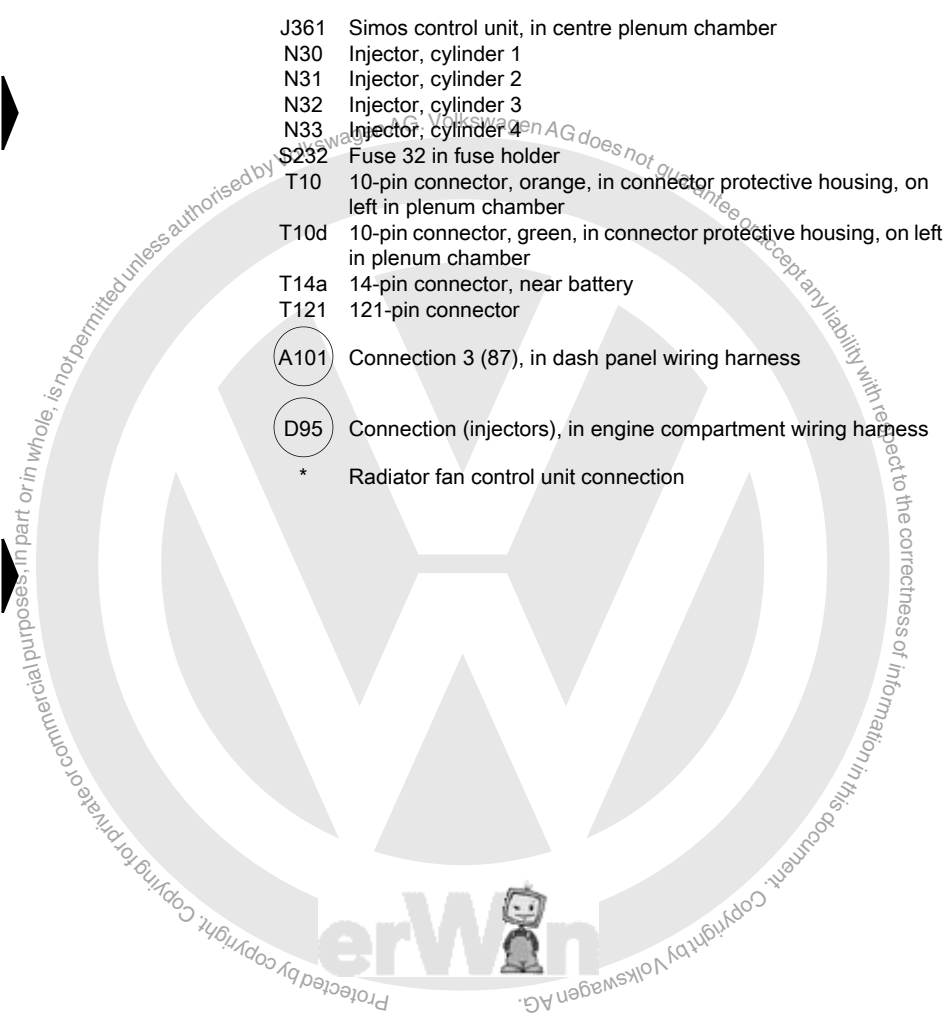 J361 Simos control unit, in centre plenum chamber
N30 Injector, cylinder 1
N31 Injector, cylinder 2
N32 Injector, cylinder 3
N33 Injector, cylinder 4
S232 Fuse 32 in fuse holder
T10 10-pin connector, orange, in connector protective housing, on
left in plenum chamber
T10d 10-pin connector, green, in connector protective housing, on left
in plenum chamber
T14a 14-pin connector, near battery
T121 121-pin connector
A101 Connection 3 (87), in dash panel wiring harness
D95 Connection (injectors), in engine compartment wiring harness
* Radiator fan control unit connection
Protected by copyright. Copying for private or commercial purposes, in part or in whole, is not permitted unless authorised by Volkswagen AG. Volkswagen AG does not guarantee or accept any liability with respect to the correctness of information in this document. Copyright by Volkswagen AG.
erWin